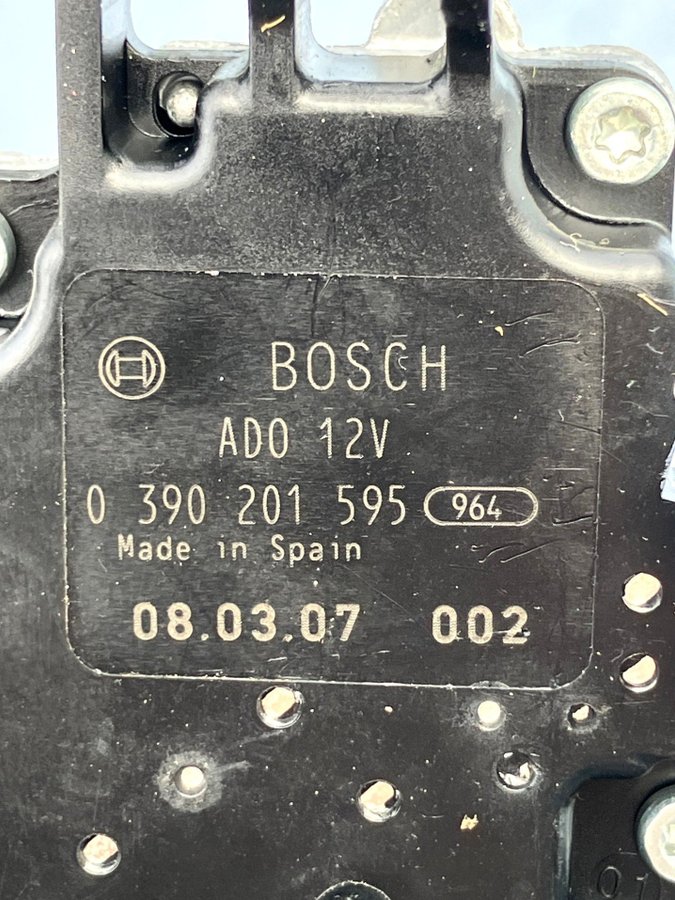 BOSCH
ADO 12V
0 390 201 595 964
Made in Spain
08.03.07 002